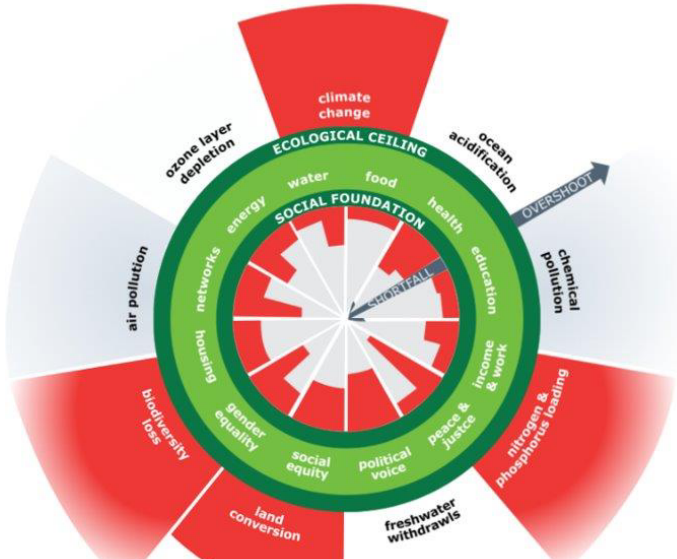 climate
change
ozone layer
depletion
ocean
acidification
ECOLOGICAL CEILING
OVERSHOOT
water
food
energy
health
SOCIAL FOUNDATION
SHORTFALL
networks
education
air pollution
chemical
pollution
housing
income
& work
gender
equality
peace &
justce
social
equity
political
voice
biodiversity
loss
nitrogen &
phosphorus loading
land
conversion
freshwater
withdrawls